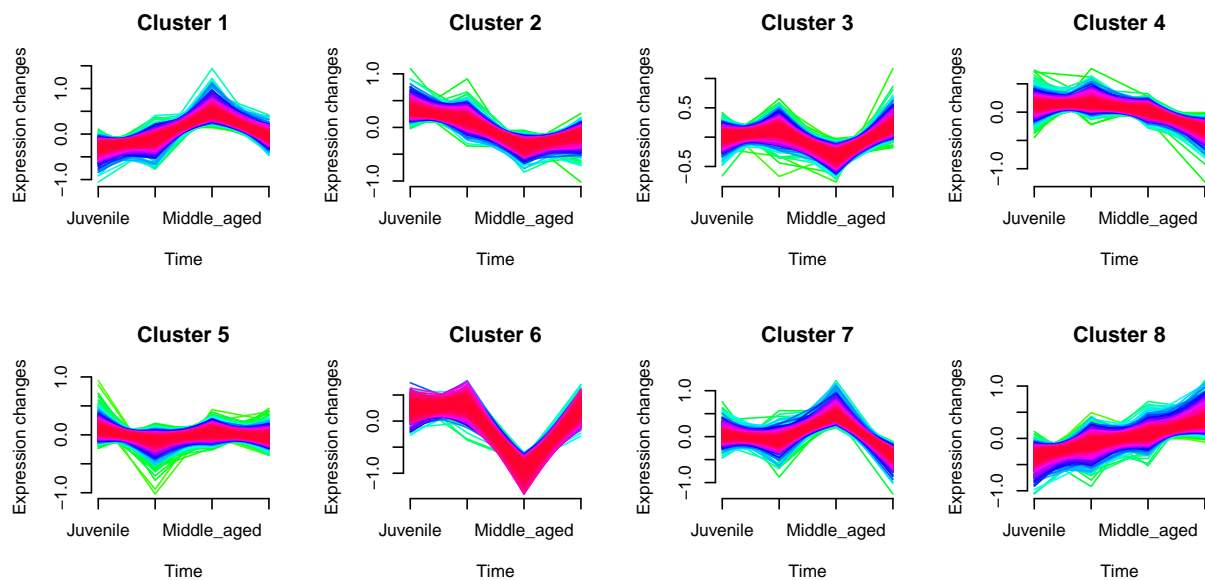 Cluster 1
Expression changes
1.0
0.0
−1.0
Juvenile
Middle_aged
Time
Cluster 2
Expression changes
1.0
0.0
−1.0
Juvenile
Middle_aged
Time
Cluster 3
Expression changes
0.5
−0.5
Juvenile
Middle_aged
Time
Cluster 4
Expression changes
0.0
−1.0
Juvenile
Middle_aged
Time
Cluster 5
Expression changes
1.0
0.0
−1.0
Juvenile
Middle_aged
Time
Cluster 6
Expression changes
0.0
−1.0
Juvenile
Middle_aged
Time
Cluster 7
Expression changes
1.0
0.0
−1.0
Juvenile
Middle_aged
Time
Cluster 8
Expression changes
1.0
0.0
−1.0
Juvenile
Middle_aged
Time